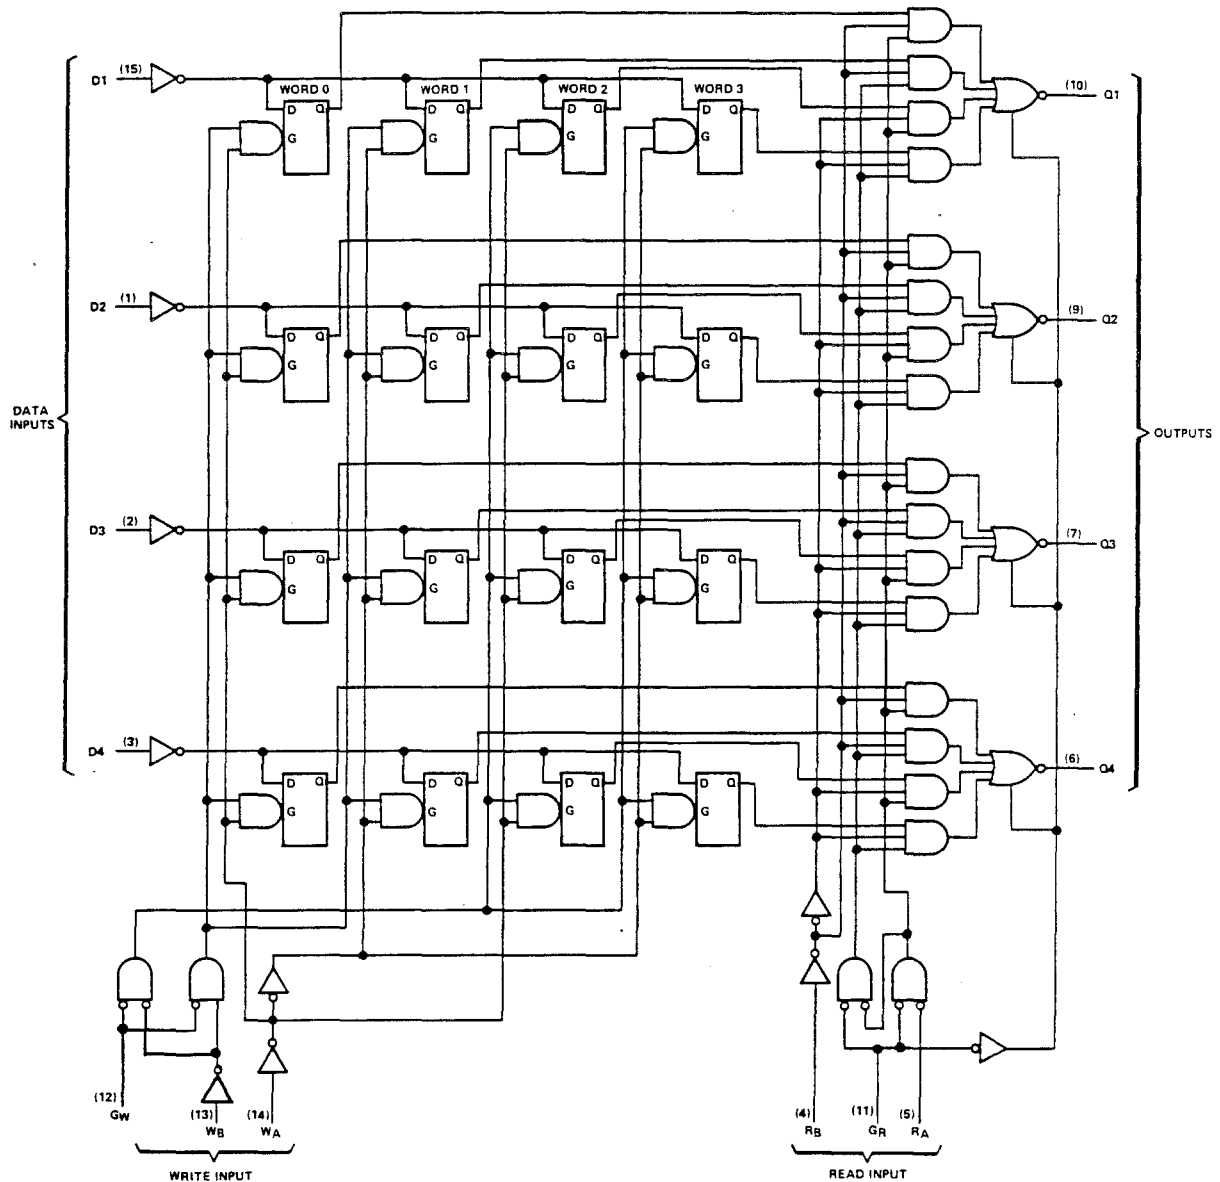 D1 (15)
WORD 0 WORD 1 WORD 2 WORD 3
D Q D Q D Q D Q
G G G G
(10) Q1
D2 (1)
D Q D Q D Q D Q
G G G G
(9) Q2
DATA
INPUTS
OUTPUTS
D3 (2)
D Q D Q D Q D Q
G G G G
(7) Q3
D4 (3)
D Q D Q D Q D Q
G G G G
(6) Q4
(12) (13) (14) (4) (11) (5)
GW WB WA RB GR RA
WRITE INPUT READ INPUT